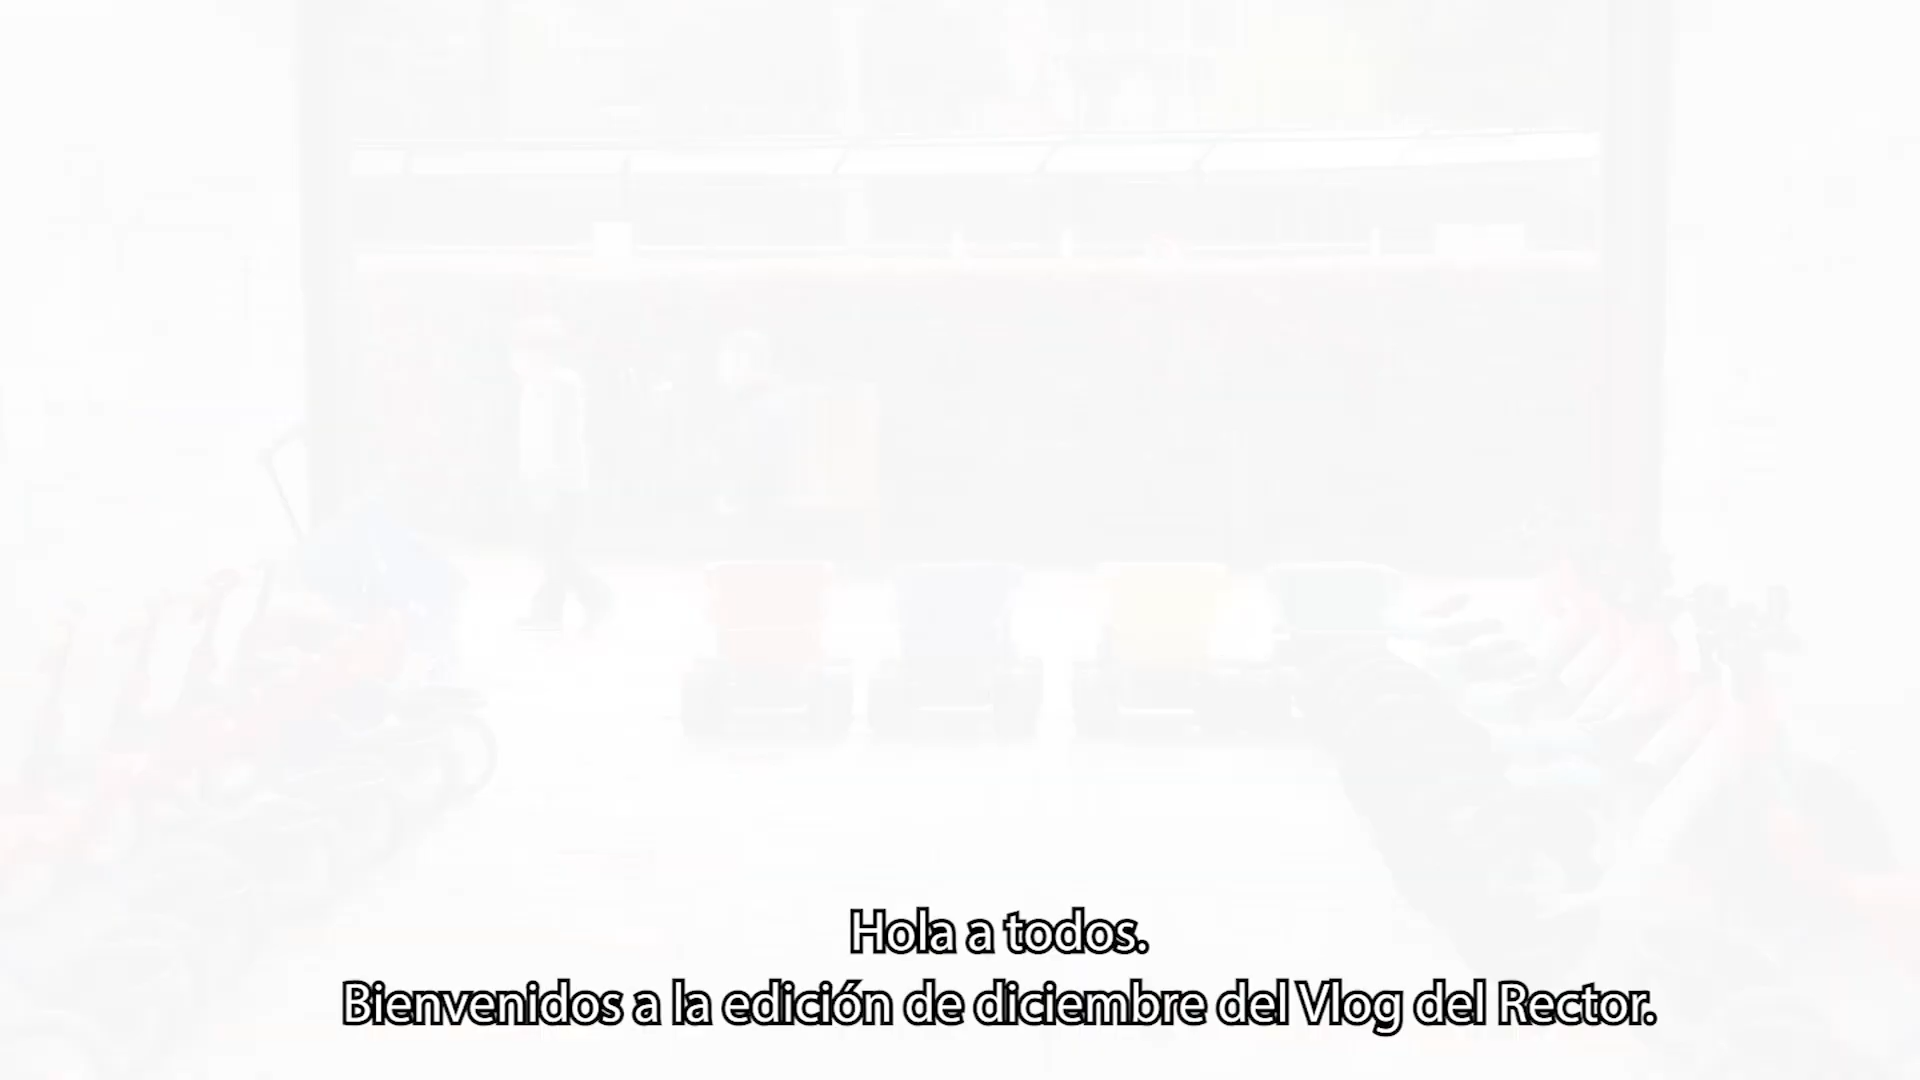 Hola a todos.
Bienvenidos a la edición de diciembre del Vlog del Rector.